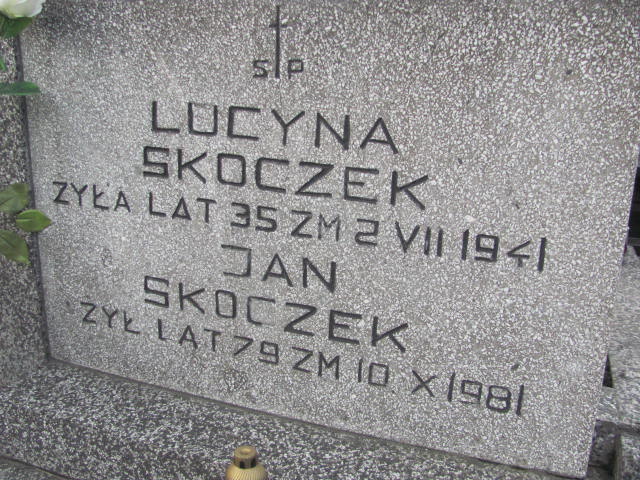 S P
LUCYNA
SKOCZEK
ŻYŁA LAT 35 ZM 2 VII 1941
JAN
SKOCZEK
ŻYŁ LAT 79 ZM 10 X 1981